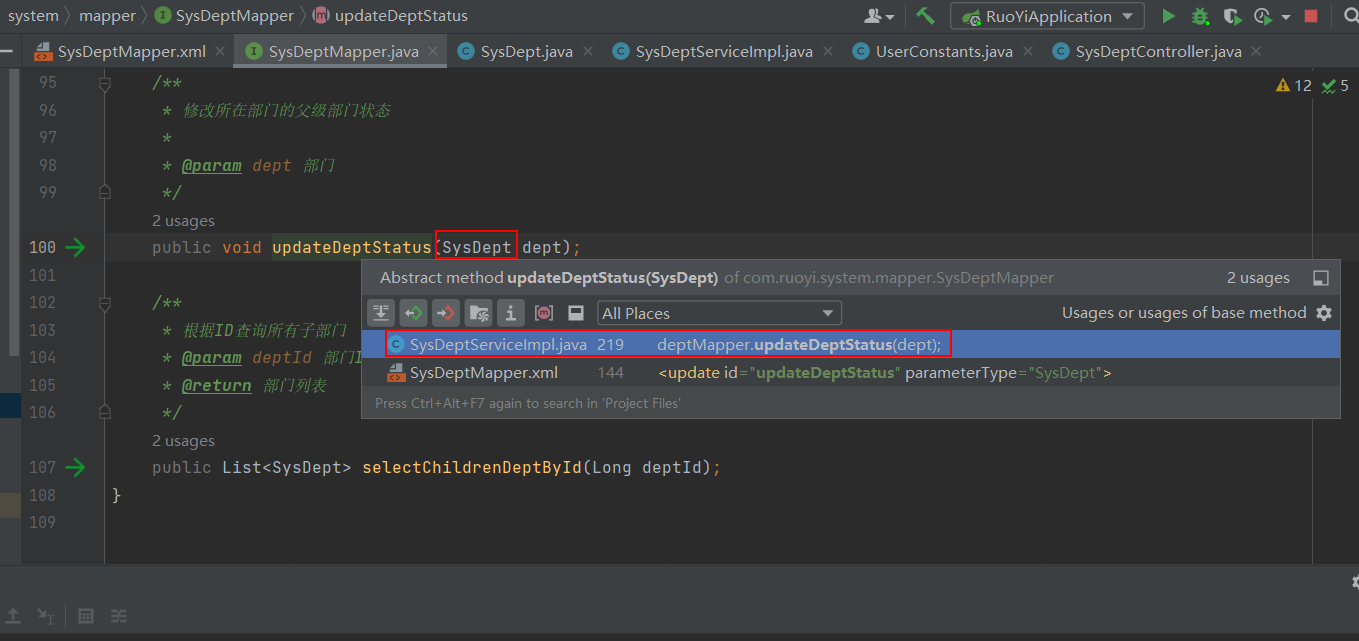 system mapper SysDeptMapper updateDeptStatus RuoYiApplication
SysDeptMapper.xml SysDeptMapper.java SysDept.java SysDeptServiceImpl.java UserConstants.java SysDeptController.java
95 /** 12 5
96 * 修改所在部门的父级部门状态
97 *
98 * @param dept 部门
99 */
2 usages
100 public void updateDeptStatus(SysDept dept);
101 Abstract method updateDeptStatus(SysDept) of com.ruoyi.system.mapper.SysDeptMapper 2 usages
102 /** All Places Usages or usages of base method
103 * 根据ID查询所有子部门 SysDeptServiceImpl.java 219 deptMapper.updateDeptStatus(dept);
104 * @param deptId 部门I SysDeptMapper.xml 144 <update id="updateDeptStatus" parameterType="SysDept">
105 * @return 部门列表 Press Ctrl+Alt+F7 again to search in 'Project Files'
106 */
2 usages
107 public List<SysDept> selectChildrenDeptById(Long deptId);
108 }
109